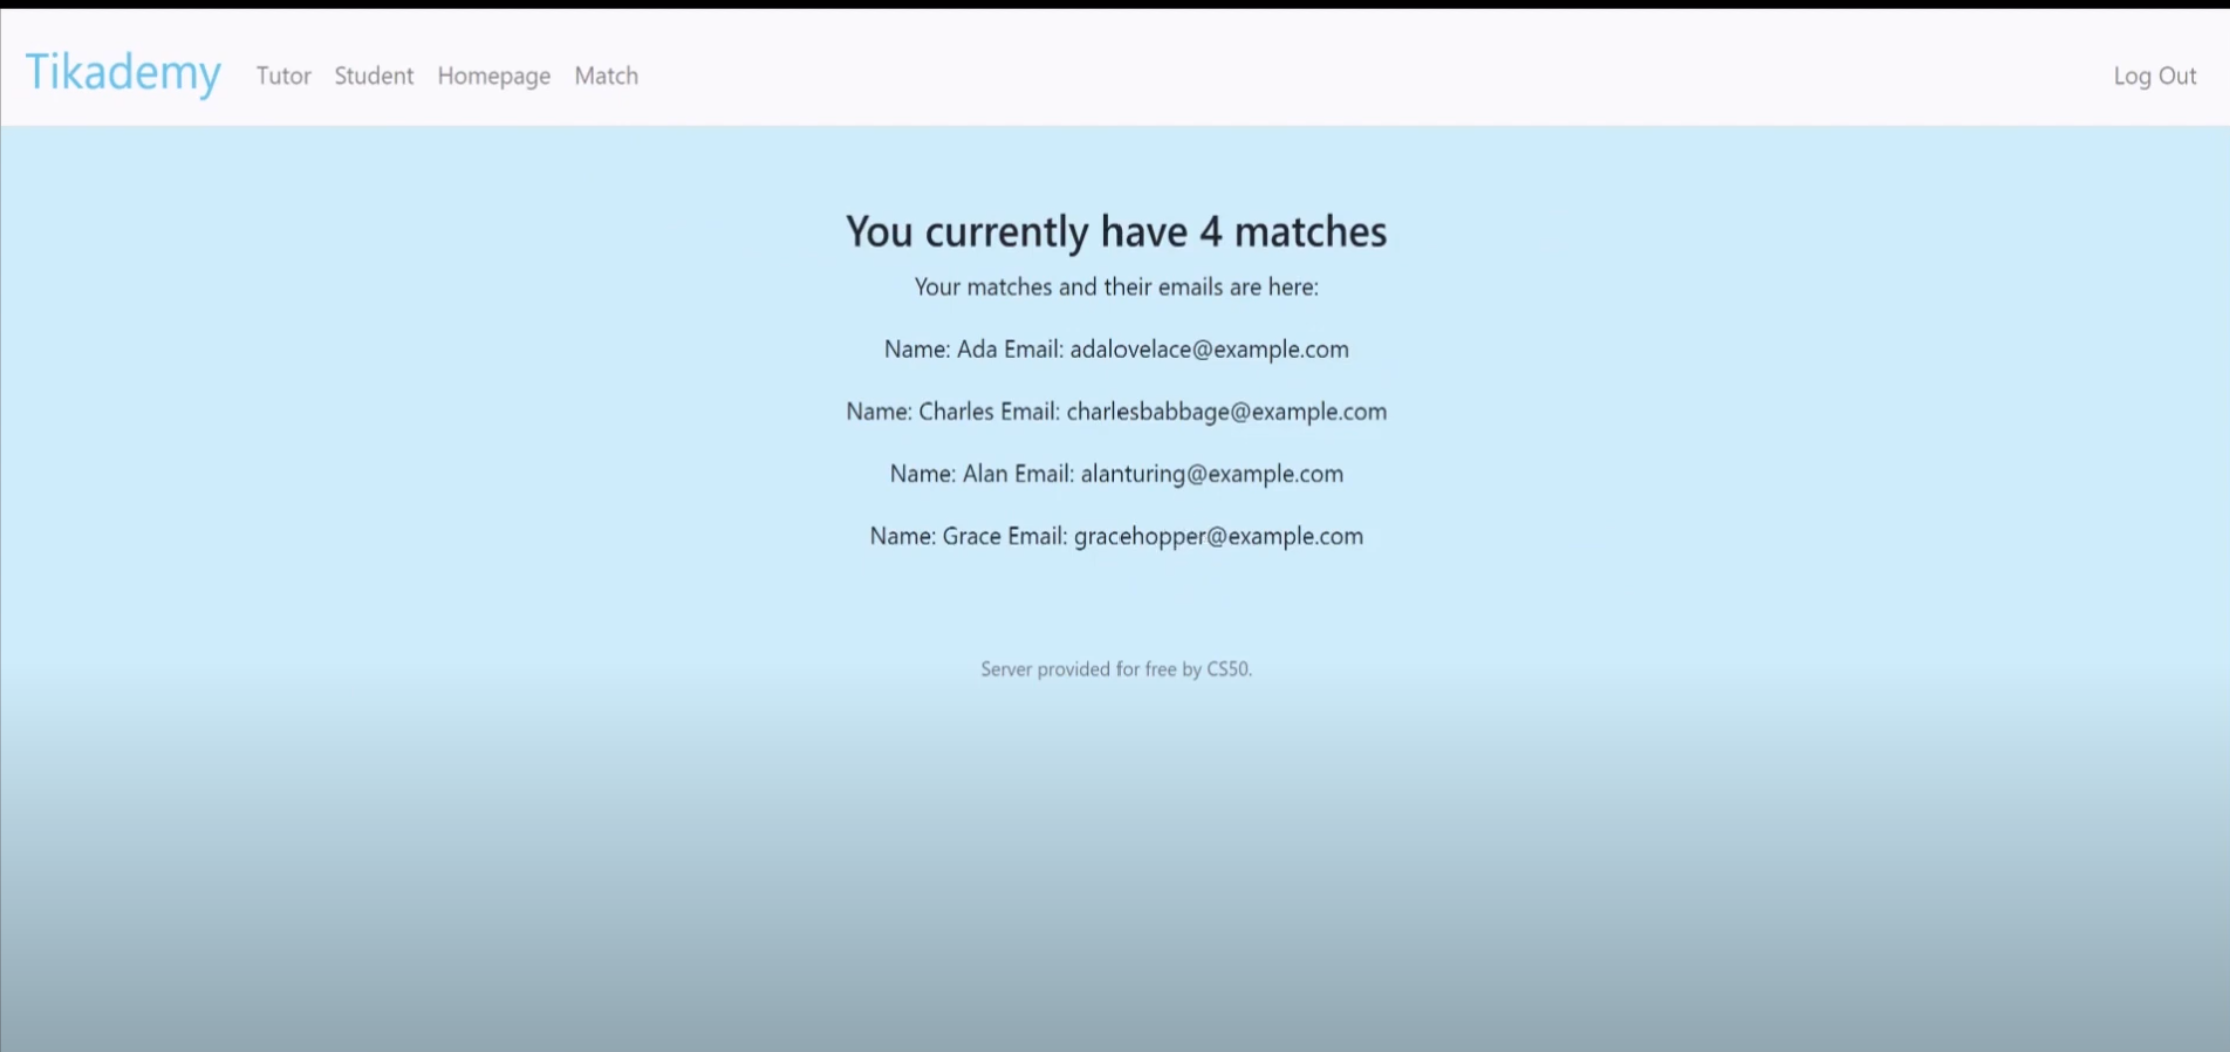 Tikademy Tutor Student Homepage Match Log Out
You currently have 4 matches
Your matches and their emails are here:
Name: Ada Email: adalovelace@example.com
Name: Charles Email: charlesbabbage@example.com
Name: Alan Email: alanturing@example.com
Name: Grace Email: gracehopper@example.com
Server provided for free by CS50.